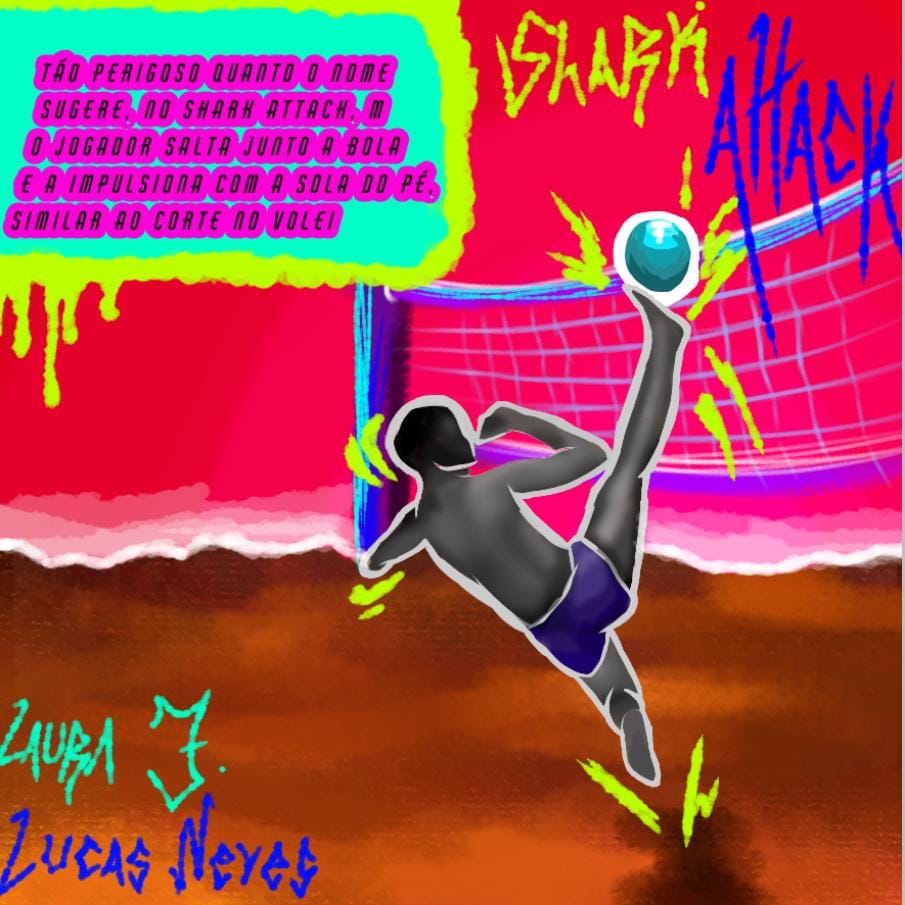 TÃO PERIGOSO QUANTO O NOME
SUGERE, NO SHARK ATTACK, M
O JOGADOR SALTA JUNTO A BOLA
E A IMPULSIONA COM A SOLA DO PÉ,
SIMILAR AO CORTE NO VOLEI
ShARK
AttAcK
LAURA J.
LUCAS NEVES